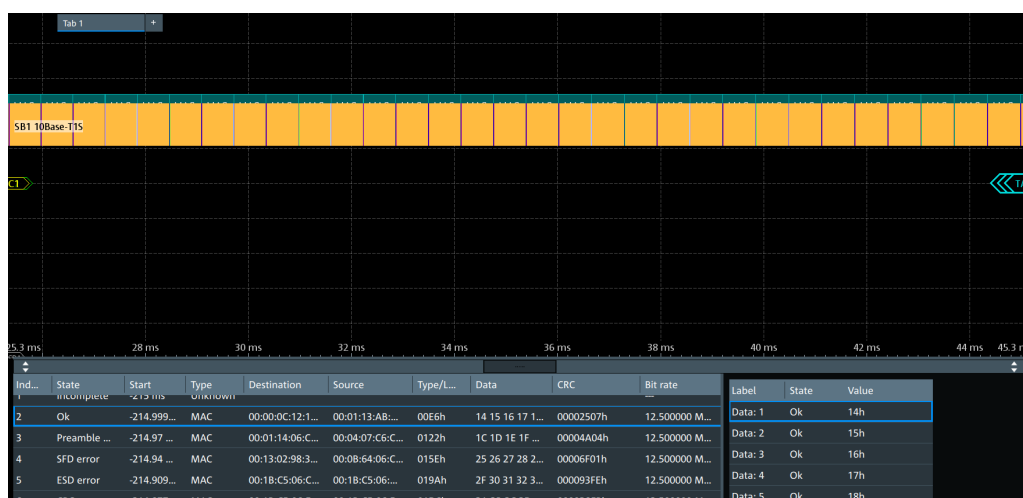 Tab 1 +
SB1 10Base-T1S
C1
25.3 ms 28 ms 30 ms 32 ms 34 ms 36 ms 38 ms 40 ms 42 ms 44 ms 45.3
Ind... State Start Type Destination Source Type/L... Data CRC Bit rate
1 Incomplete -215 ms Unknown ---
2 Ok -214.999... MAC 00:00:0C:12:1... 00:01:13:AB:... 00E6h 14 15 16 17 1... 00002507h 12.500000 M...
3 Preamble ... -214.97 ... MAC 00:01:14:06:C... 00:04:07:C6:C... 0122h 1C 1D 1E 1F ... 00004A04h 12.500000 M...
4 SFD error -214.94 ... MAC 00:13:02:98:3... 00:0B:64:06:C... 015Eh 25 26 27 28 2... 00006F01h 12.500000 M...
5 ESD error -214.909... MAC 00:1B:C5:06:C... 00:1B:C5:06:... 019Ah 2F 30 31 32 3... 000093FEh 12.500000 M...
Label State Value
Data: 1 Ok 14h
Data: 2 Ok 15h
Data: 3 Ok 16h
Data: 4 Ok 17h
Data: 5 Ok 18h